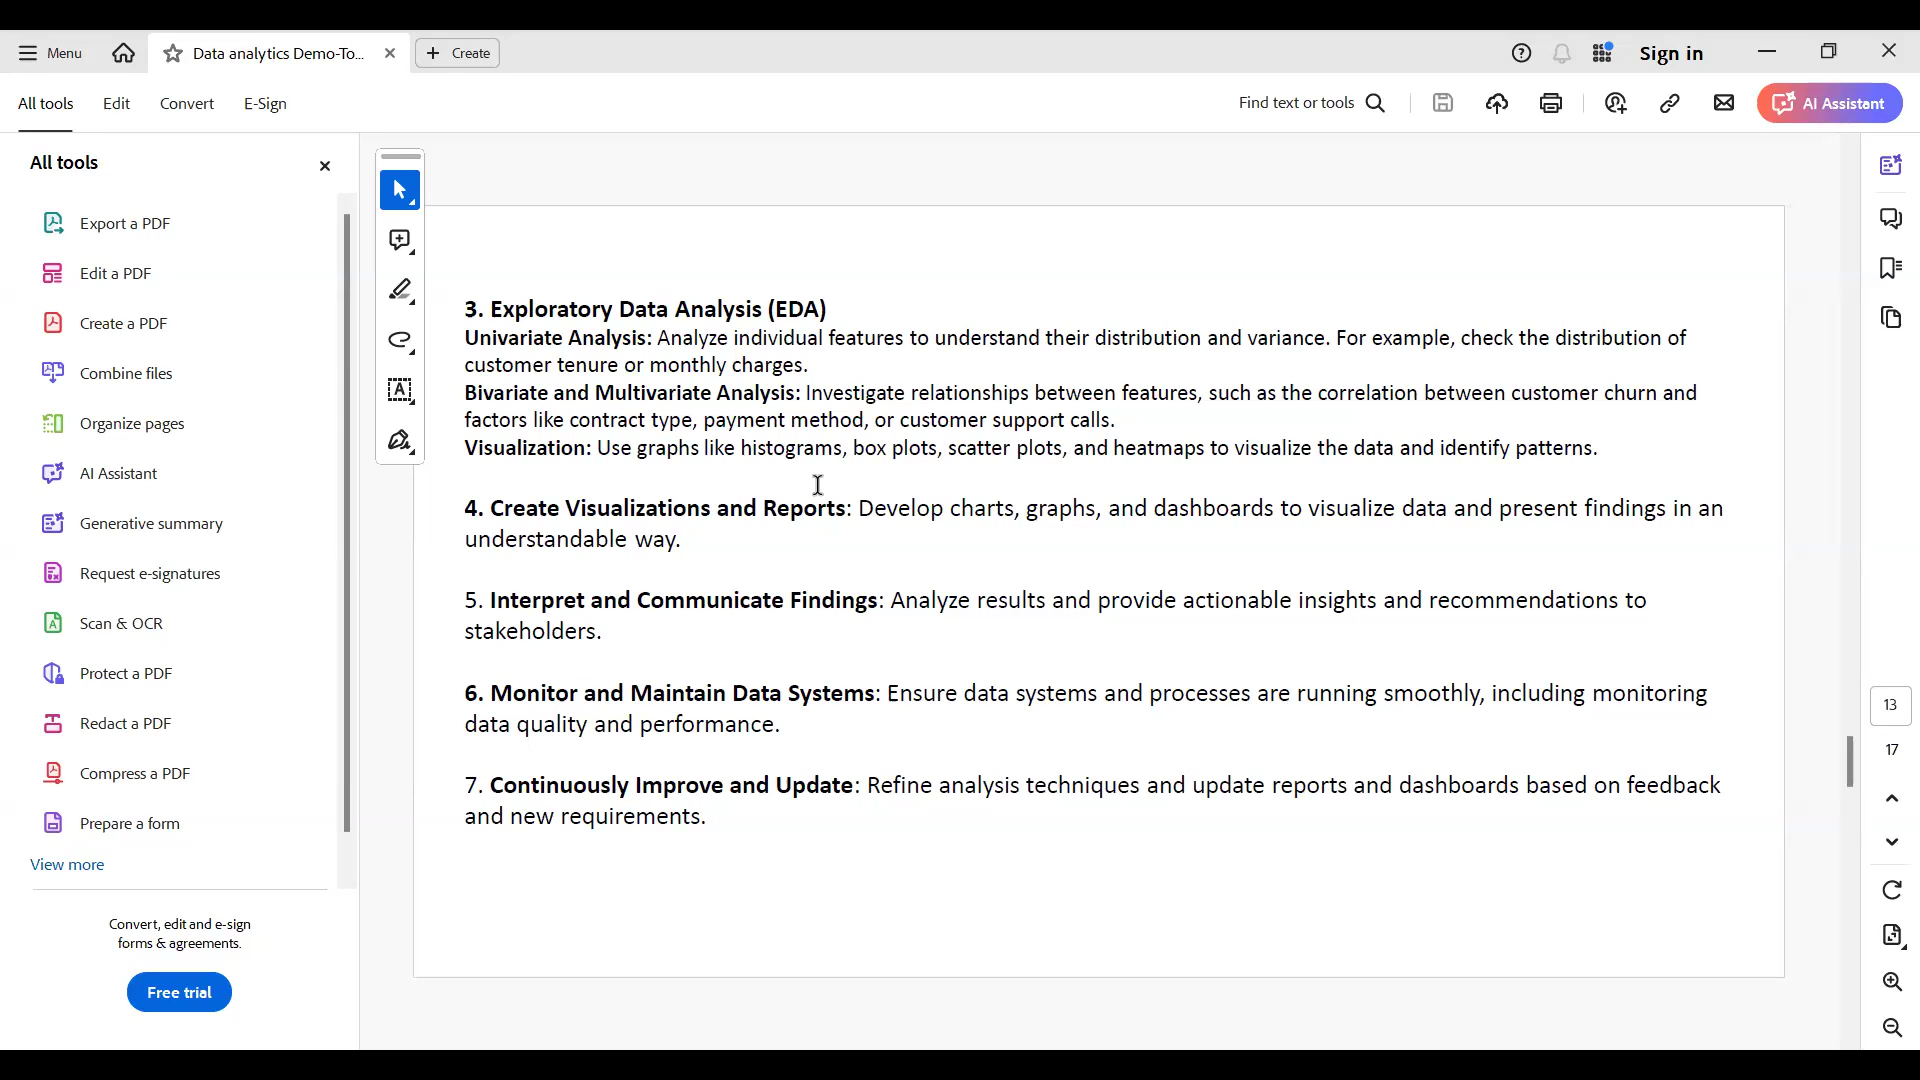 Menu
Data analytics Demo-To...
Create
Sign in
All tools
Edit
Convert
E-Sign
Find text or tools
AI Assistant
All tools
Export a PDF
Edit a PDF
Create a PDF
Combine files
Organize pages
AI Assistant
Generative summary
Request e-signatures
Scan & OCR
Protect a PDF
Redact a PDF
Compress a PDF
Prepare a form
View more
Convert, edit and e-sign
forms & agreements.
Free trial
3. Exploratory Data Analysis (EDA)
Univariate Analysis: Analyze individual features to understand their distribution and variance. For example, check the distribution of
customer tenure or monthly charges.
Bivariate and Multivariate Analysis: Investigate relationships between features, such as the correlation between customer churn and
factors like contract type, payment method, or customer support calls.
Visualization: Use graphs like histograms, box plots, scatter plots, and heatmaps to visualize the data and identify patterns.
4. Create Visualizations and Reports: Develop charts, graphs, and dashboards to visualize data and present findings in an
understandable way.
5. Interpret and Communicate Findings: Analyze results and provide actionable insights and recommendations to
stakeholders.
6. Monitor and Maintain Data Systems: Ensure data systems and processes are running smoothly, including monitoring
data quality and performance.
7. Continuously Improve and Update: Refine analysis techniques and update reports and dashboards based on feedback
and new requirements.
13
17